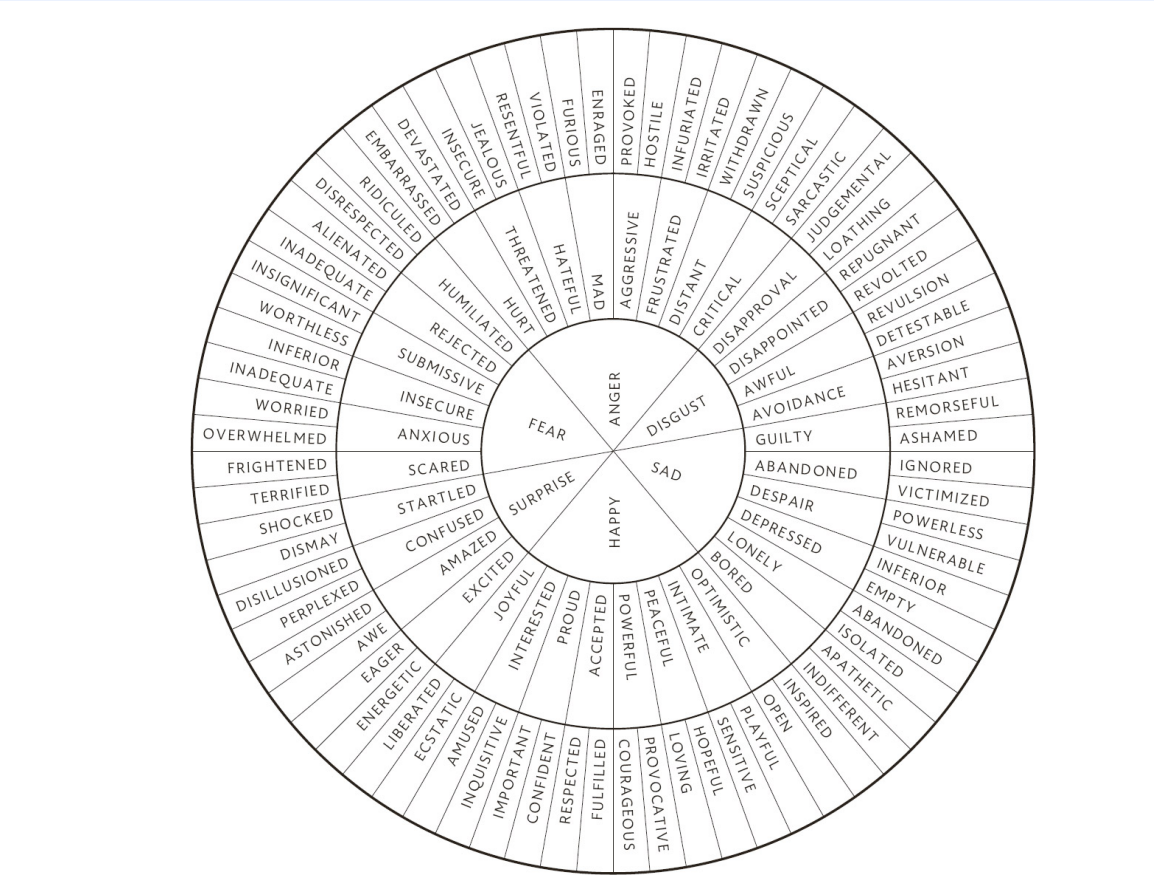 ANGER
DISGUST
SAD
HAPPY
SURPRISE
FEAR
AGGRESSIVE
FRUSTRATED
DISTANT
CRITICAL
DISAPPROVAL
DISAPPOINTED
AWFUL
AVOIDANCE
GUILTY
ABANDONED
DESPAIR
DEPRESSED
LONELY
BORED
OPTIMISTIC
INTIMATE
PEACEFUL
POWERFUL
ACCEPTED
PROUD
INTERESTED
JOYFUL
EXCITED
AMAZED
CONFUSED
STARTLED
SCARED
ANXIOUS
INSECURE
SUBMISSIVE
REJECTED
HUMILIATED
HURT
THREATENED
HATEFUL
MAD
PROVOKED
HOSTILE
INFURIATED
IRRITATED
WITHDRAWN
SUSPICIOUS
SCEPTICAL
SARCASTIC
JUDGEMENTAL
LOATHING
REPUGNANT
REVOLTED
REVULSION
DETESTABLE
AVERSION
HESITANT
REMORSEFUL
ASHAMED
IGNORED
VICTIMIZED
POWERLESS
VULNERABLE
INFERIOR
EMPTY
ABANDONED
ISOLATED
APATHETIC
INDIFFERENT
INSPIRED
OPEN
PLAYFUL
SENSITIVE
HOPEFUL
LOVING
PROVOCATIVE
COURAGEOUS
FULFILLED
RESPECTED
CONFIDENT
IMPORTANT
INQUISITIVE
AMUSED
ECSTATIC
LIBERATED
ENERGETIC
EAGER
AWE
ASTONISHED
PERPLEXED
DISILLUSIONED
DISMAY
SHOCKED
TERRIFIED
FRIGHTENED
OVERWHELMED
WORRIED
INADEQUATE
INFERIOR
WORTHLESS
INSIGNIFICANT
INADEQUATE
ALIENATED
DISRESPECTED
RIDICULED
EMBARRASSED
DEVASTATED
INSECURE
JEALOUS
RESENTFUL
VIOLATED
FURIOUS
ENRAGED